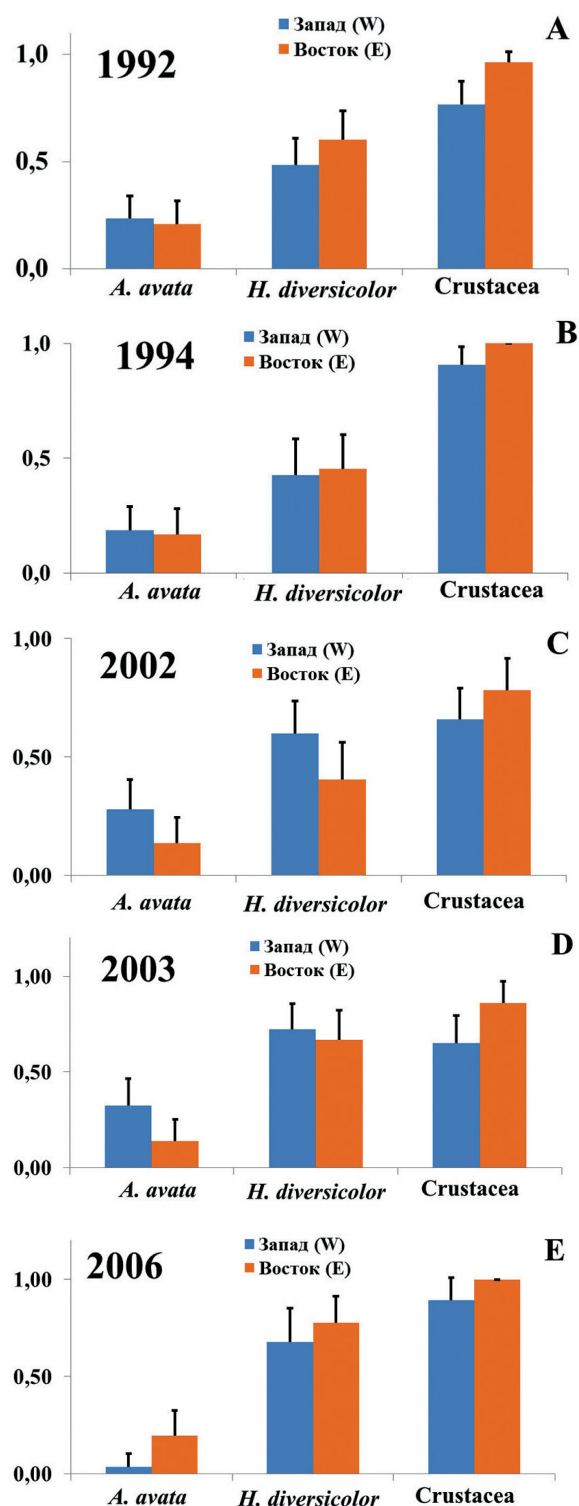 Запад (W)
A
Восток (E)
1992
1,0
0,5
0,0
A. avata
H. diversicolor
Crustacea
Запад (W)
B
Восток (E)
1994
1,0
0,5
0,0
A. avata
H. diversicolor
Crustacea
Запад (W)
C
Восток (E)
2002
1,00
0,50
0,00
A. avata
H. diversicolor
Crustacea
Запад (W)
D
Восток (E)
2003
1,00
0,50
0,00
A. avata
H. diversicolor
Crustacea
Запад (W)
E
Восток (E)
2006
1,00
0,50
0,00
A. avata
H. diversicolor
Crustacea